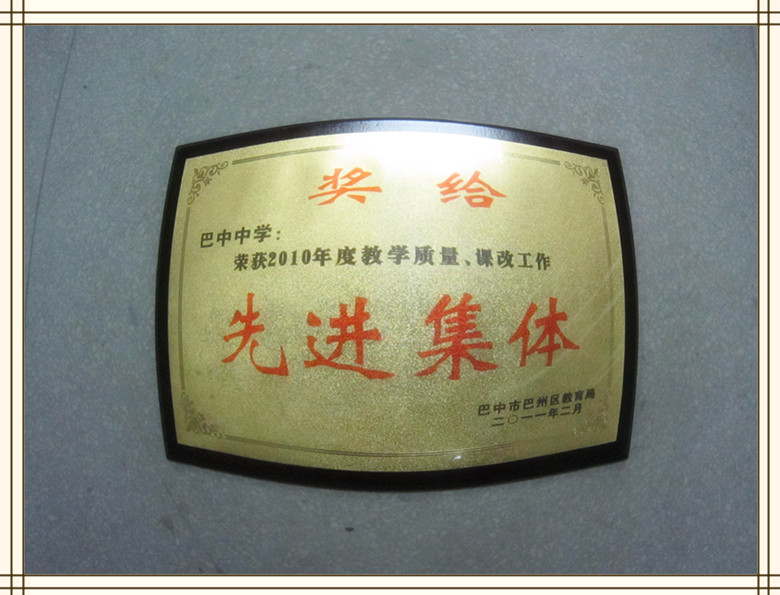 奖给
巴中中学：
荣获2010年度教学质量、课改工作
先进集体
巴中市巴州区教育局
二〇一一年二月